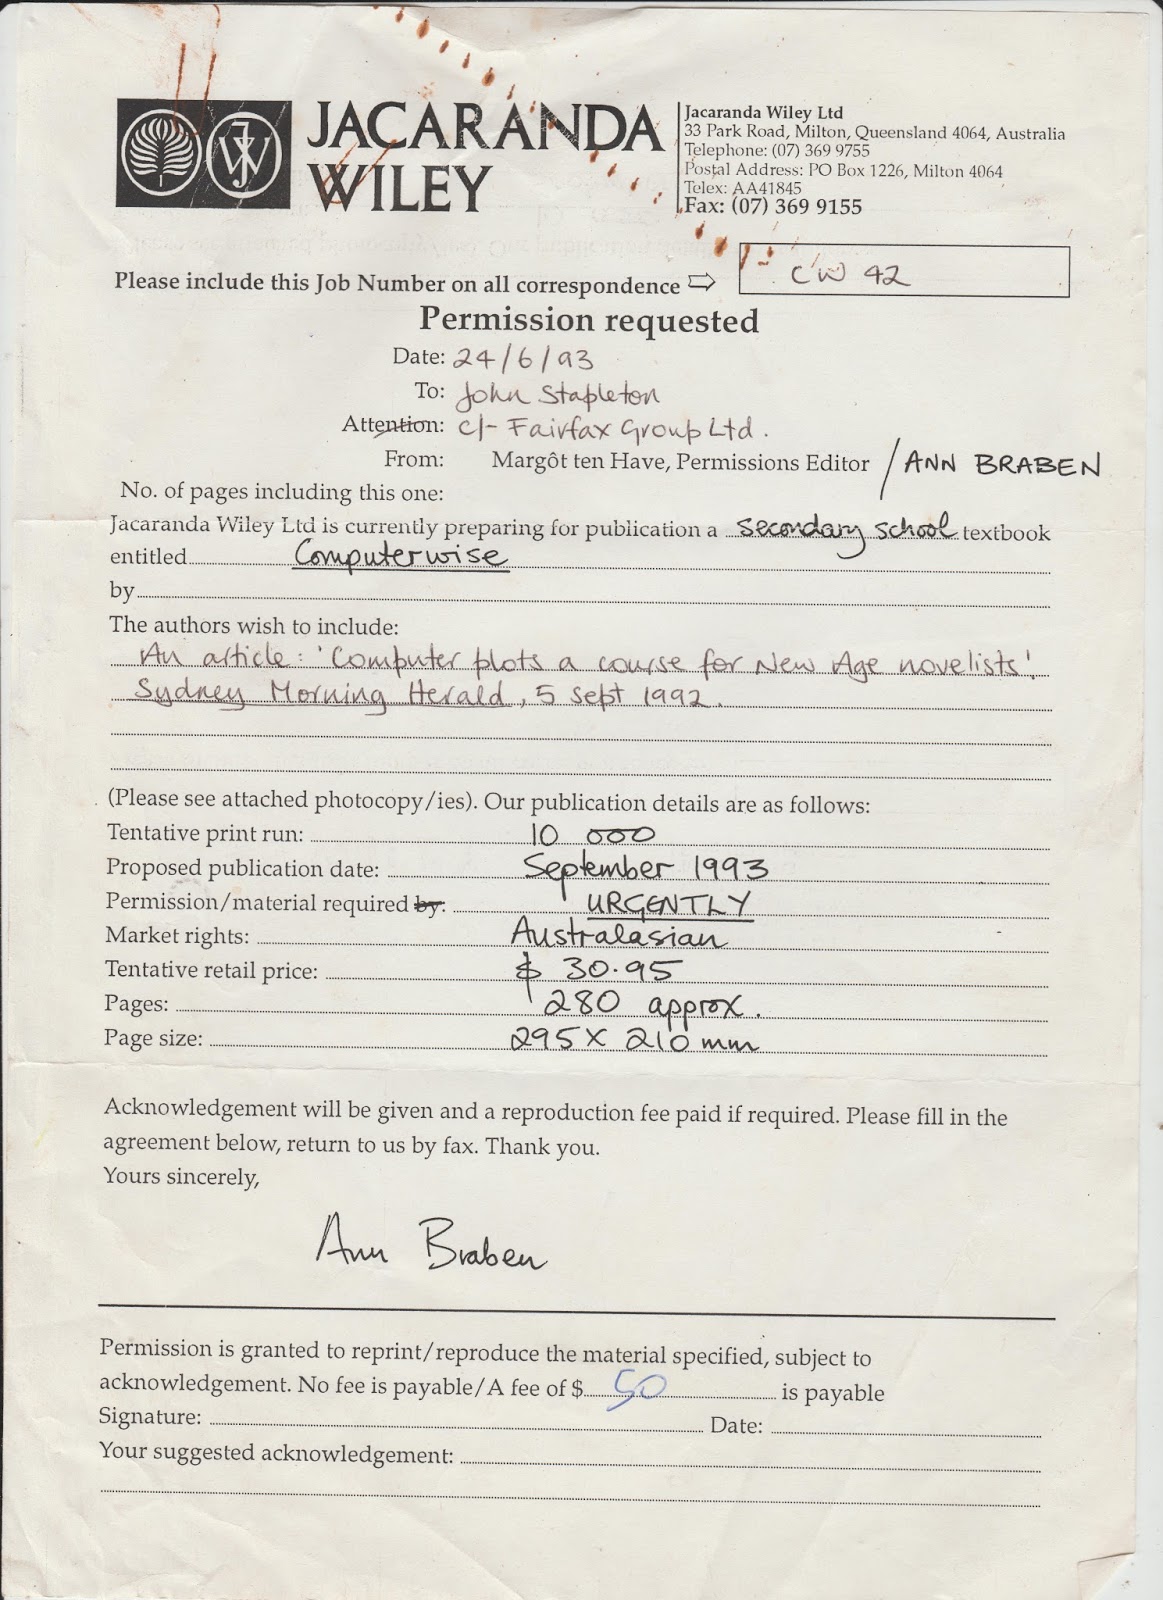 JACARANDA
WILEY
Jacaranda Wiley Ltd
33 Park Road, Milton, Queensland 4064, Australia
Telephone: (07) 369 9755
Postal Address: PO Box 1226, Milton 4064
Telex: AA41845
Fax: (07) 369 9155
Please include this Job Number on all correspondence ⇨ CW 42
Permission requested
Date: 24/6/93
To: John Stapleton
Attention: c/- Fairfax Group Ltd.
From: Margôt ten Have, Permissions Editor / ANN BRABEN
No. of pages including this one:
Jacaranda Wiley Ltd is currently preparing for publication a secondary school textbook
entitled Computerwise
by
The authors wish to include:
An article: 'Computer plots a course for New Age novelists'
Sydney Morning Herald, 5 Sept 1992.
(Please see attached photocopy/ies). Our publication details are as follows:
Tentative print run: 10 000
Proposed publication date: September 1993
Permission/material required by: URGENTLY
Market rights: Australasian
Tentative retail price: $ 30.95
Pages: 280 approx.
Page size: 295 X 210 mm
Acknowledgement will be given and a reproduction fee paid if required. Please fill in the
agreement below, return to us by fax. Thank you.
Yours sincerely,
Ann Braben
Permission is granted to reprint/reproduce the material specified, subject to
acknowledgement. No fee is payable/A fee of $ 50 is payable
Signature: Date:
Your suggested acknowledgement: